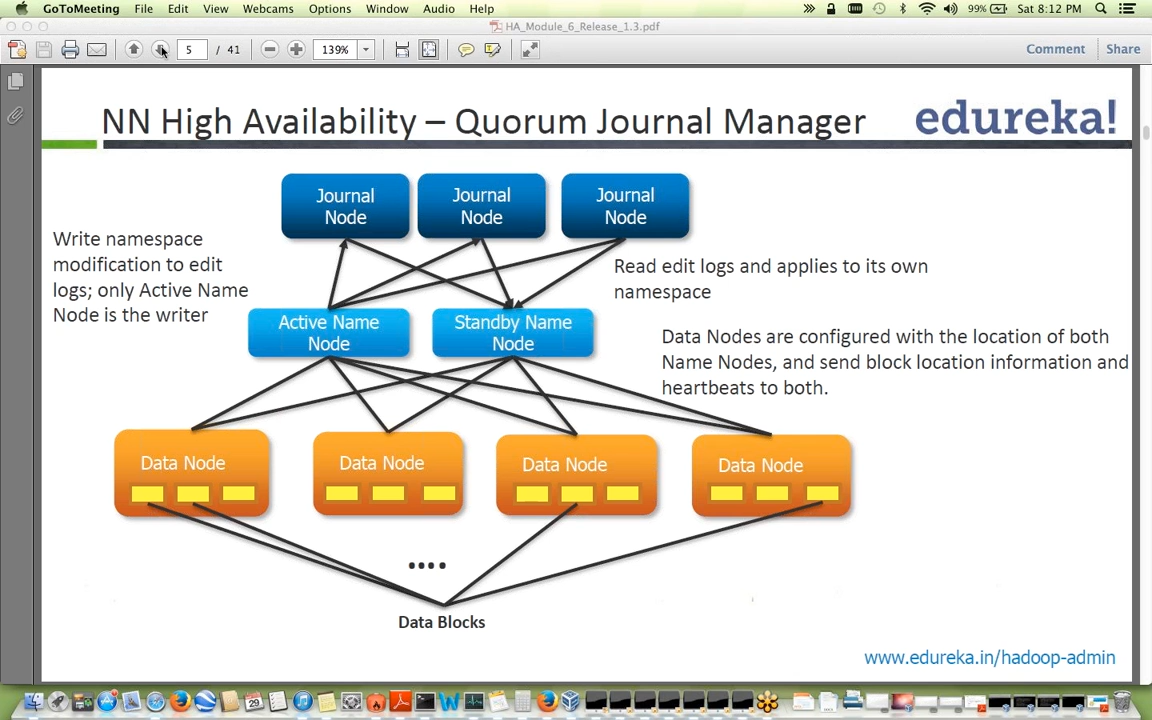 GoToMeeting File Edit View Webcams Options Window Audio Help 99% Sat 8:12 PM
HA_Module_6_Release_1.3.pdf
5 / 41 139% Comment Share
NN High Availability – Quorum Journal Manager
edureka!
Journal
Node
Journal
Node
Journal
Node
Write namespace
modification to edit
logs; only Active Name
Node is the writer
Read edit logs and applies to its own
namespace
Active Name
Node
Standby Name
Node
Data Nodes are configured with the location of both
Name Nodes, and send block location information and
heartbeats to both.
Data Node
Data Node
Data Node
Data Node
....
Data Blocks
www.edureka.in/hadoop-admin